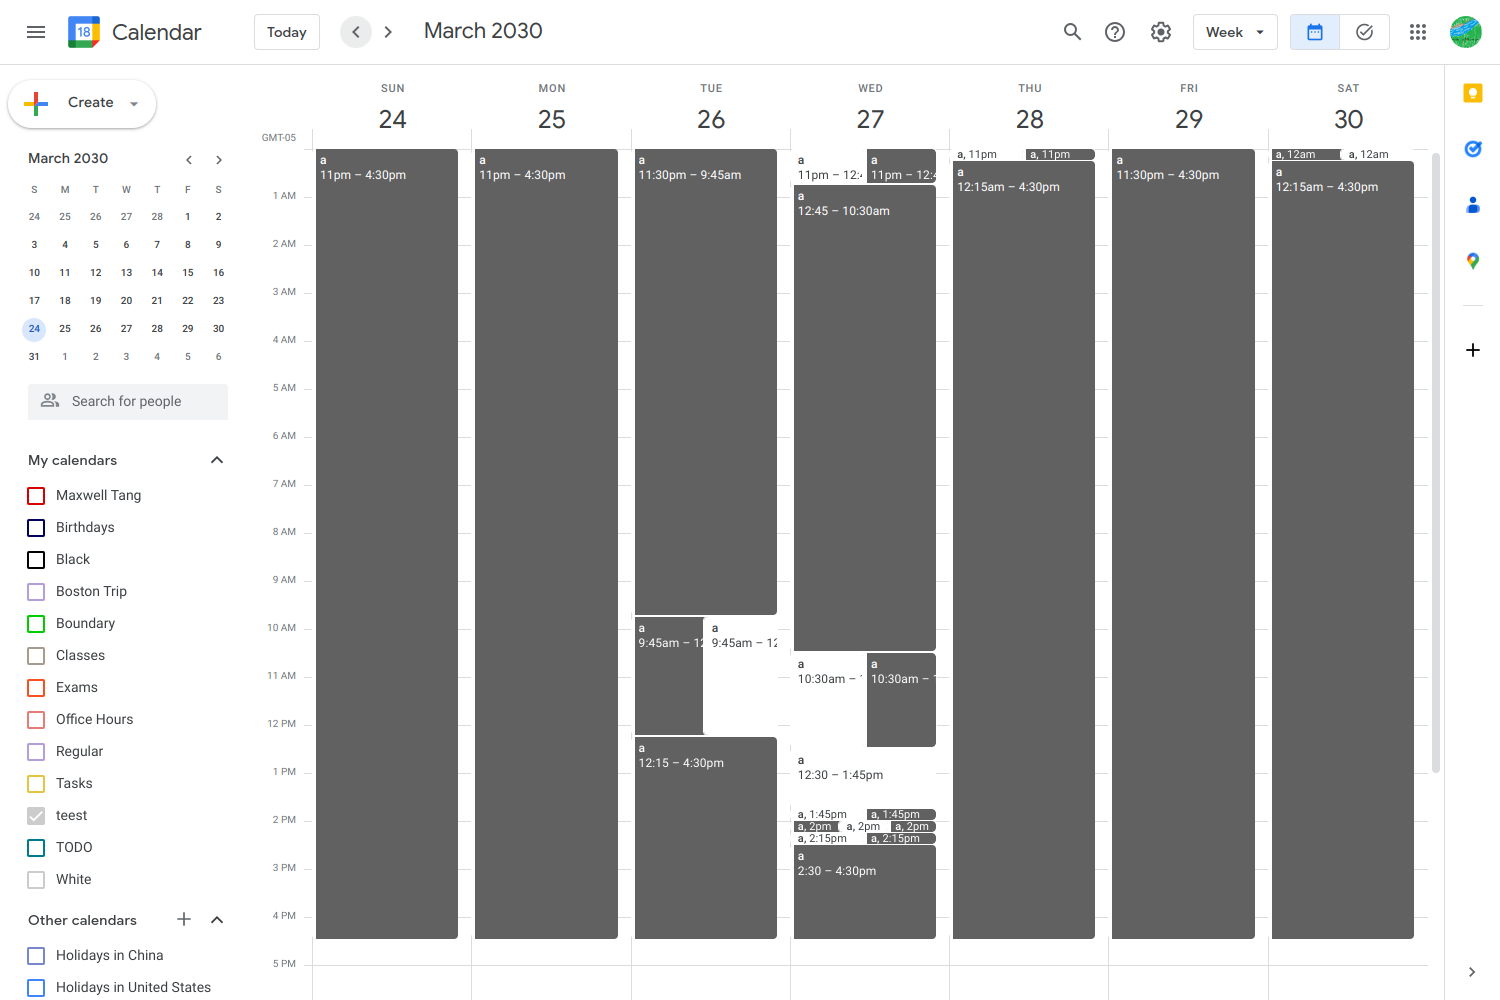 18 Calendar Today March 2030 Week
Create
March 2030
S M T W T F S
24 25 26 27 28 1 2
3 4 5 6 7 8 9
10 11 12 13 14 15 16
17 18 19 20 21 22 23
24 25 26 27 28 29 30
31 1 2 3 4 5 6
Search for people
My calendars
Maxwell Tang
Birthdays
Black
Boston Trip
Boundary
Classes
Exams
Office Hours
Regular
Tasks
teest
TODO
White
Other calendars
Holidays in China
Holidays in United States
SUN MON TUE WED THU FRI SAT
24 25 26 27 28 29 30
GMT-05
1 AM
2 AM
3 AM
4 AM
5 AM
6 AM
7 AM
8 AM
9 AM
10 AM
11 AM
12 PM
1 PM
2 PM
3 PM
4 PM
5 PM
a
11pm – 4:30pm
a
11pm – 4:30pm
a
11:30pm – 9:45am
a
9:45am – 12
a
9:45am – 12
a
12:15 – 4:30pm
a
11pm – 12:4
a
11pm – 12:4
a
12:45 – 10:30am
a
10:30am –
a
10:30am –
a
12:30 – 1:45pm
a, 1:45pm
a, 1:45pm
a, 2pm
a, 2pm
a, 2pm
a, 2:15pm
a, 2:15pm
a
2:30 – 4:30pm
a, 11pm
a, 11pm
a
12:15am – 4:30pm
a
11:30pm – 4:30pm
a, 12am
a, 12am
a
12:15am – 4:30pm